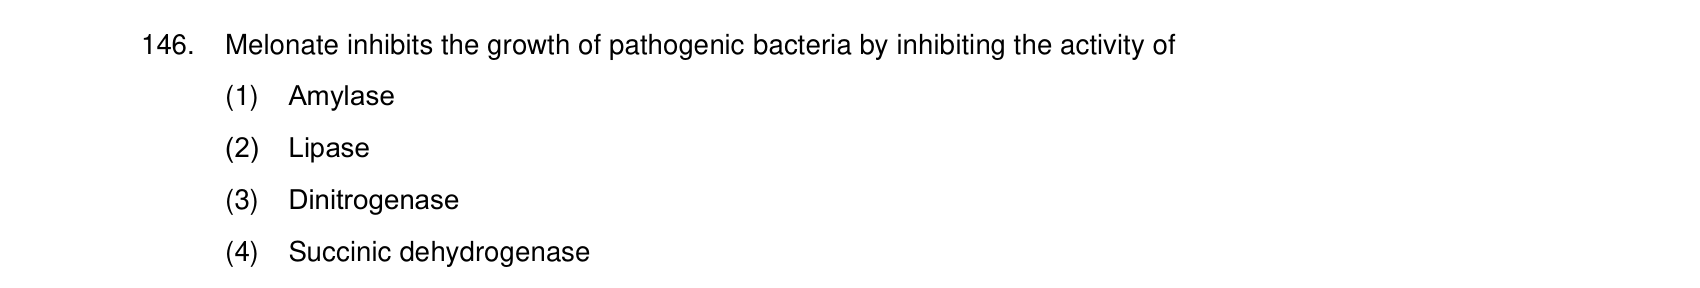 146. Melonate inhibits the growth of pathogenic bacteria by inhibiting the activity of
(1) Amylase
(2) Lipase
(3) Dinitrogenase
(4) Succinic dehydrogenase